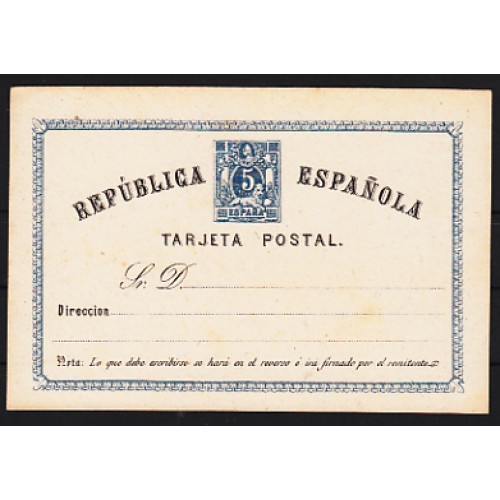 REPÚBLICA ESPAÑOLA
5
ESPAÑA
TARJETA POSTAL.
Sr. D.
Direccion
Nota: Lo que debe escribirse se hará en el reverso é irá firmado por el remitente.